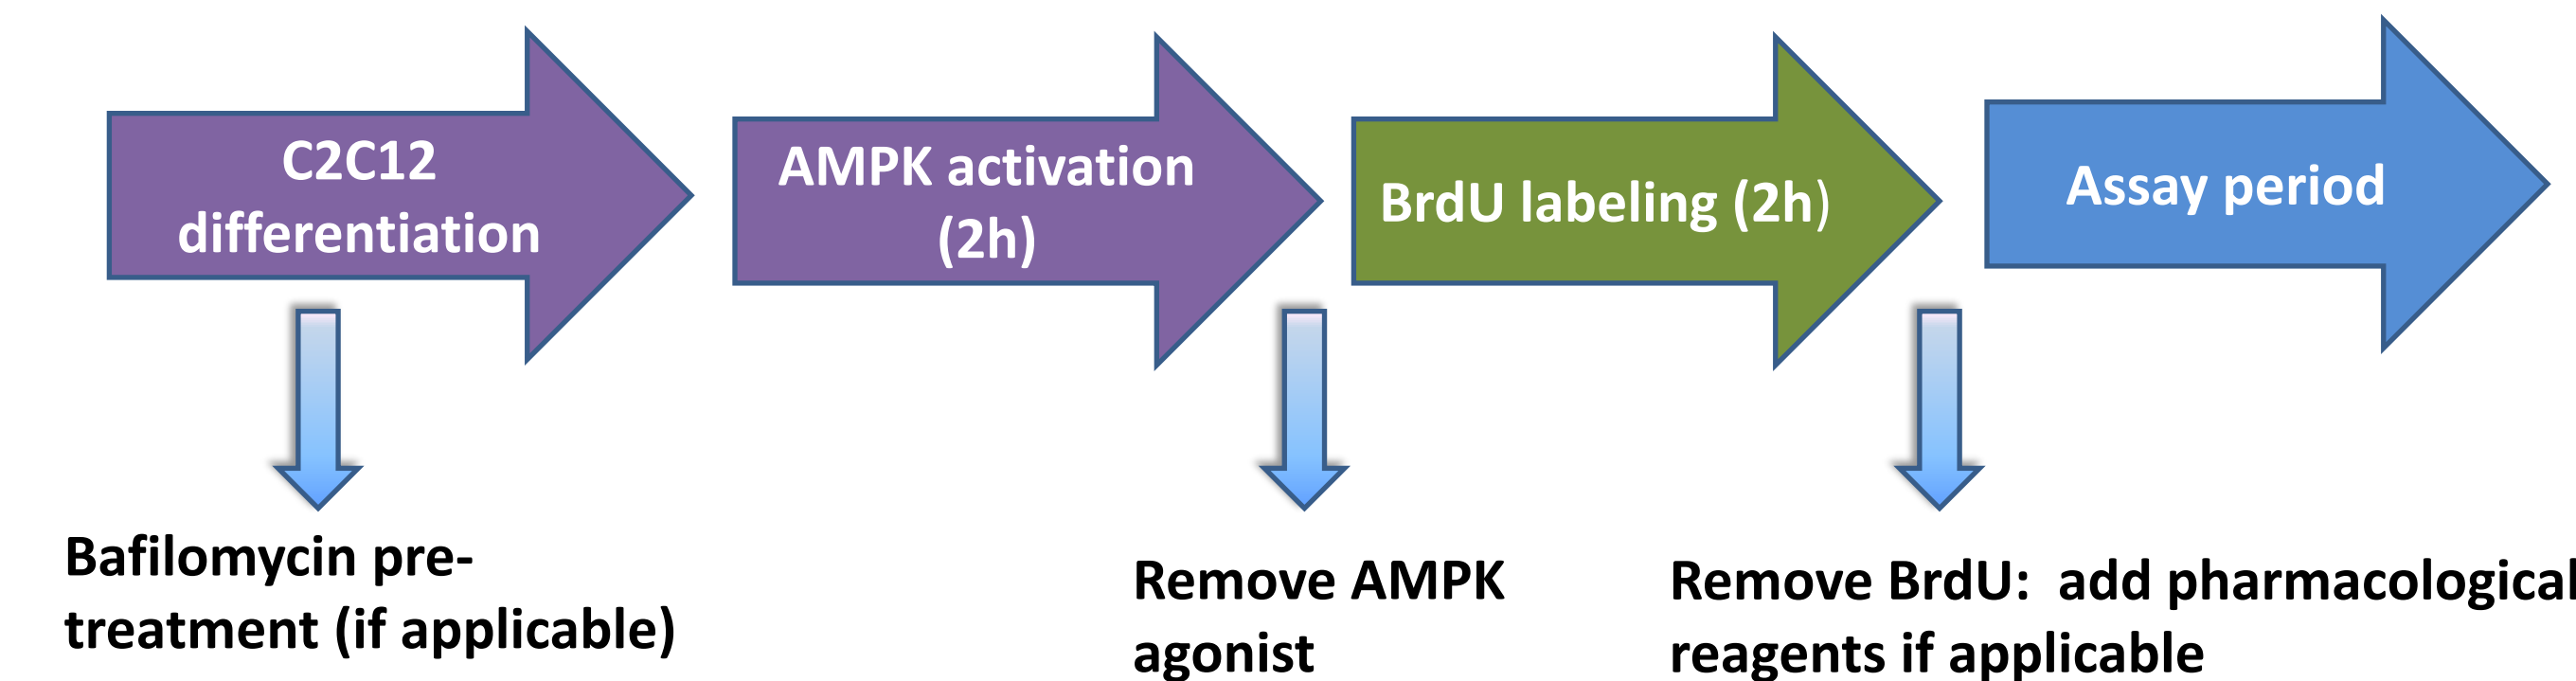 C2C12
differentiation
AMPK activation
(2h)
BrdU labeling (2h)
Assay period
Bafilomycin pre-
treatment (if applicable)
Remove AMPK
agonist
Remove BrdU:  add pharmacological
reagents if applicable